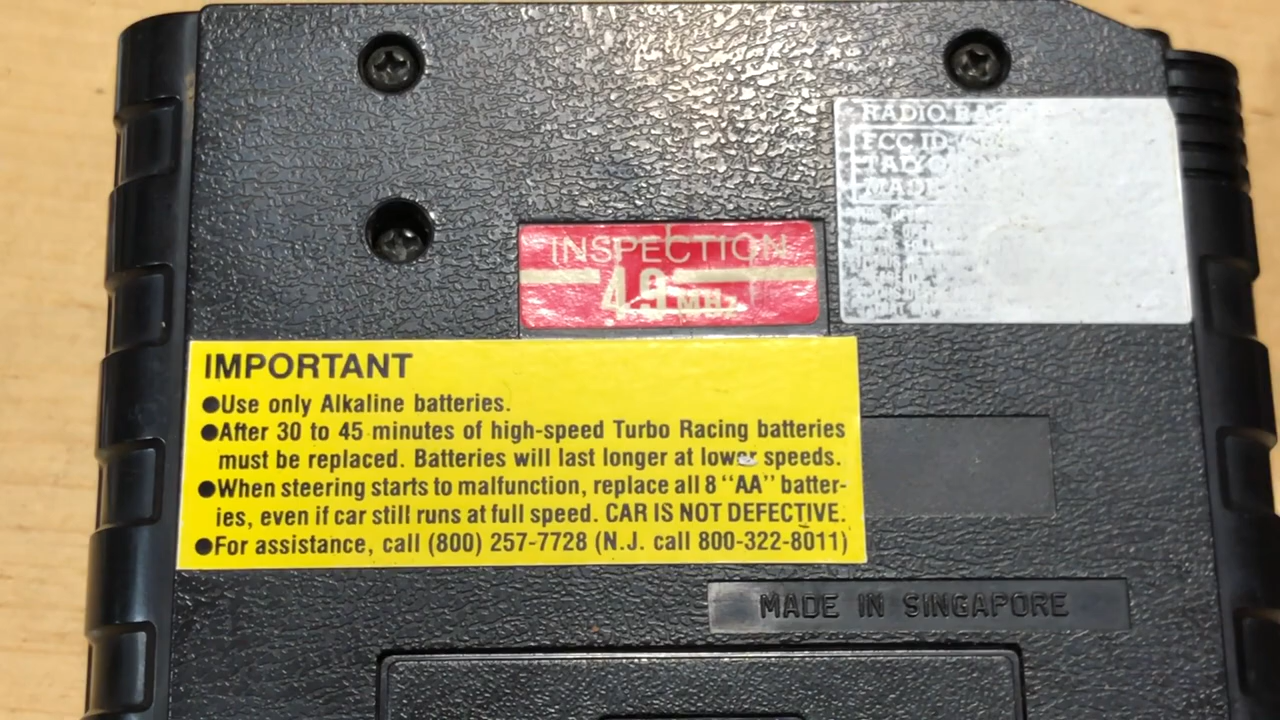 RADIO
FCC ID
TAIYO
MADE
INSPECTION
49 MHz
IMPORTANT
●Use only Alkaline batteries.
●After 30 to 45 minutes of high-speed Turbo Racing batteries
must be replaced. Batteries will last longer at lower speeds.
●When steering starts to malfunction, replace all 8 "AA" batter-
ies, even if car still runs at full speed. CAR IS NOT DEFECTIVE.
●For assistance, call (800) 257-7728 (N.J. call 800-322-8011)
MADE IN SINGAPORE